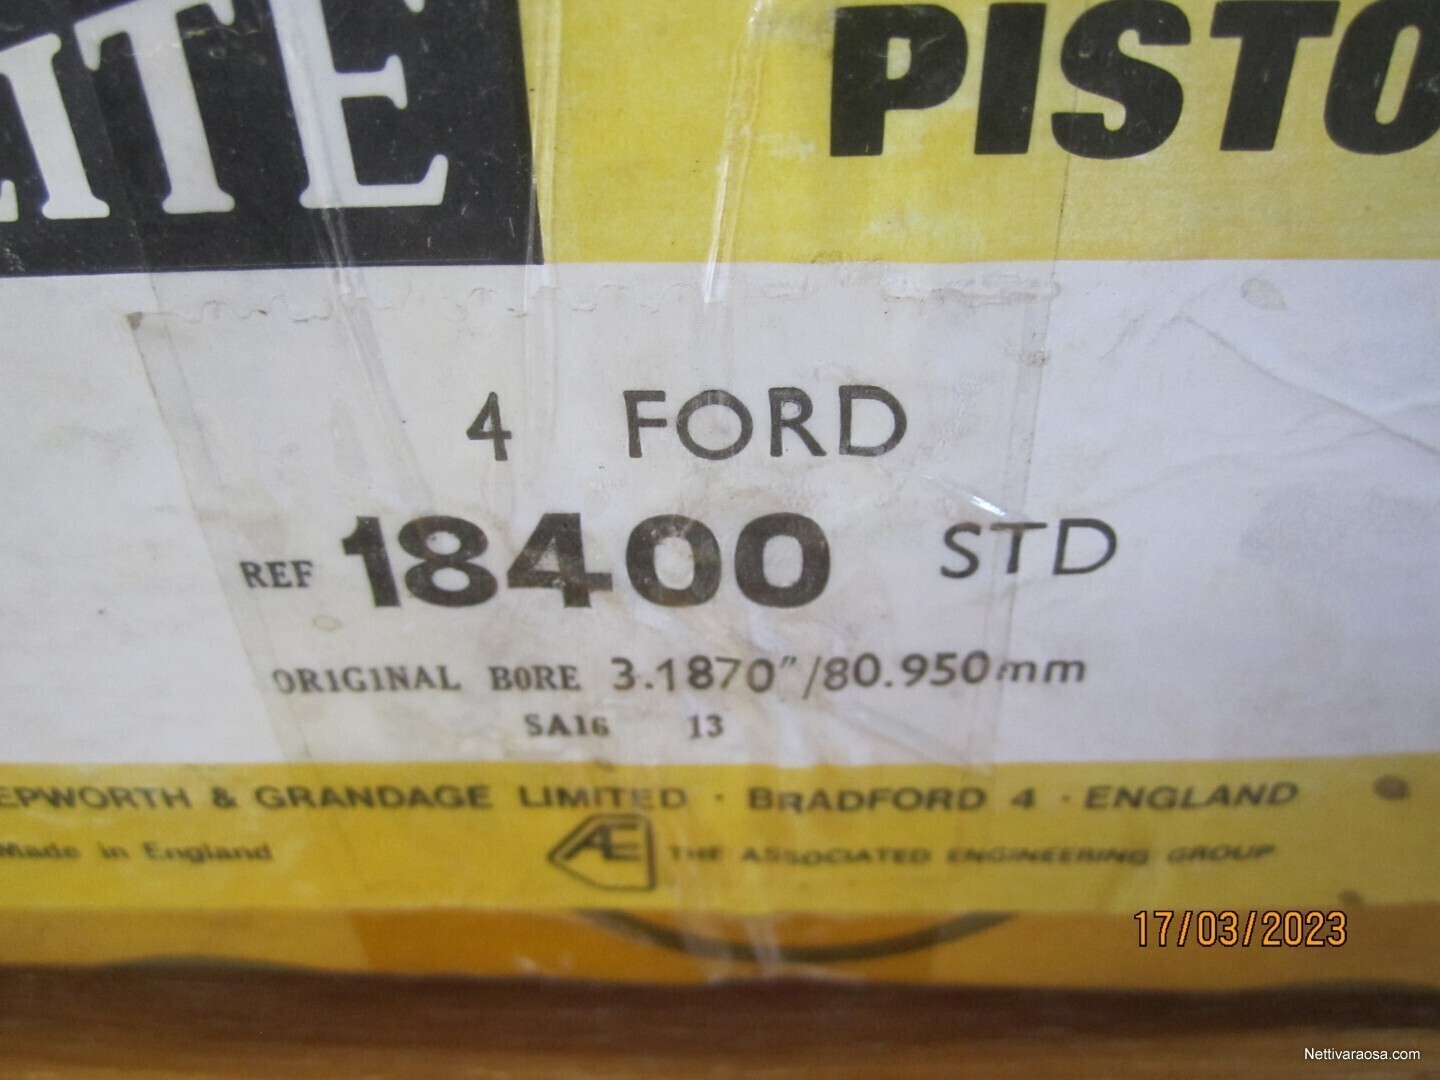 LITE PISTO
4 FORD
REF 18400 STD
ORIGINAL BORE 3.1870"/80.950mm
SA16 13
EPWORTH & GRANDAGE LIMITED · BRADFORD 4 · ENGLAND
Made in England AE THE ASSOCIATED ENGINEERING GROUP
17/03/2023
Nettivaraosa.com